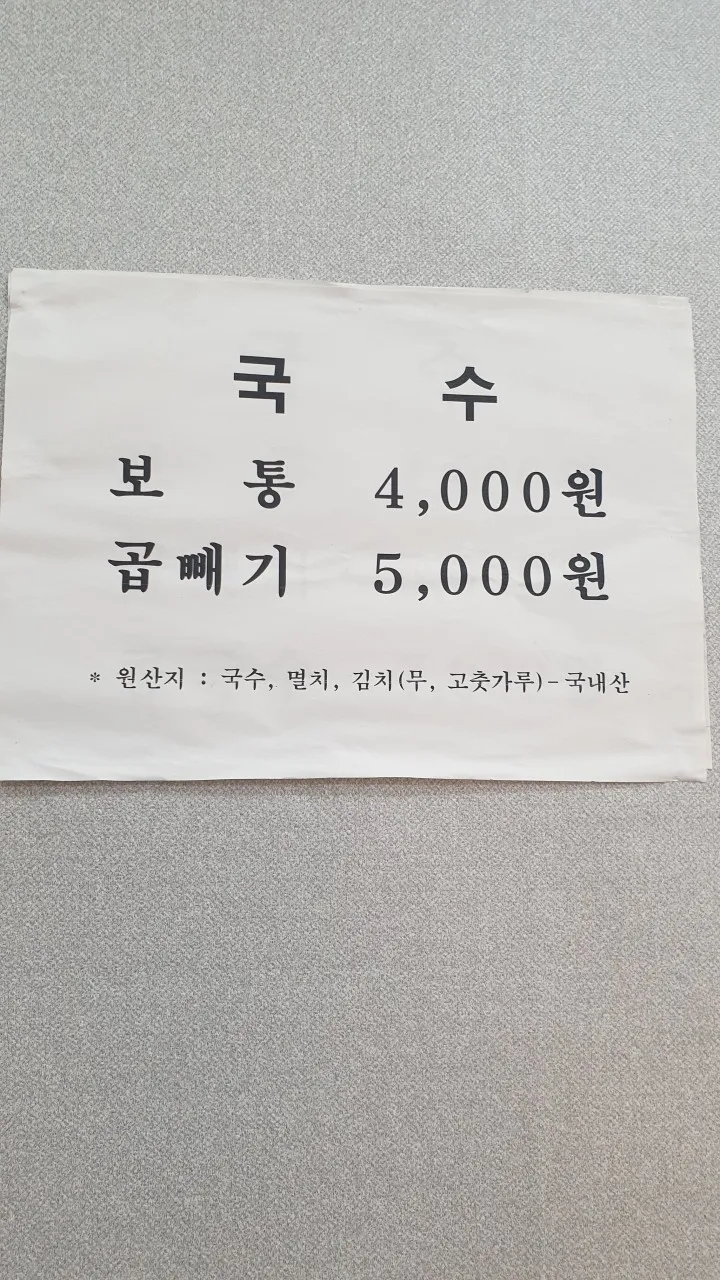 국 수
보 통 4,000원
곱빼기 5,000원
* 원산지 : 국수, 멸치, 김치(무, 고춧가루)-국내산